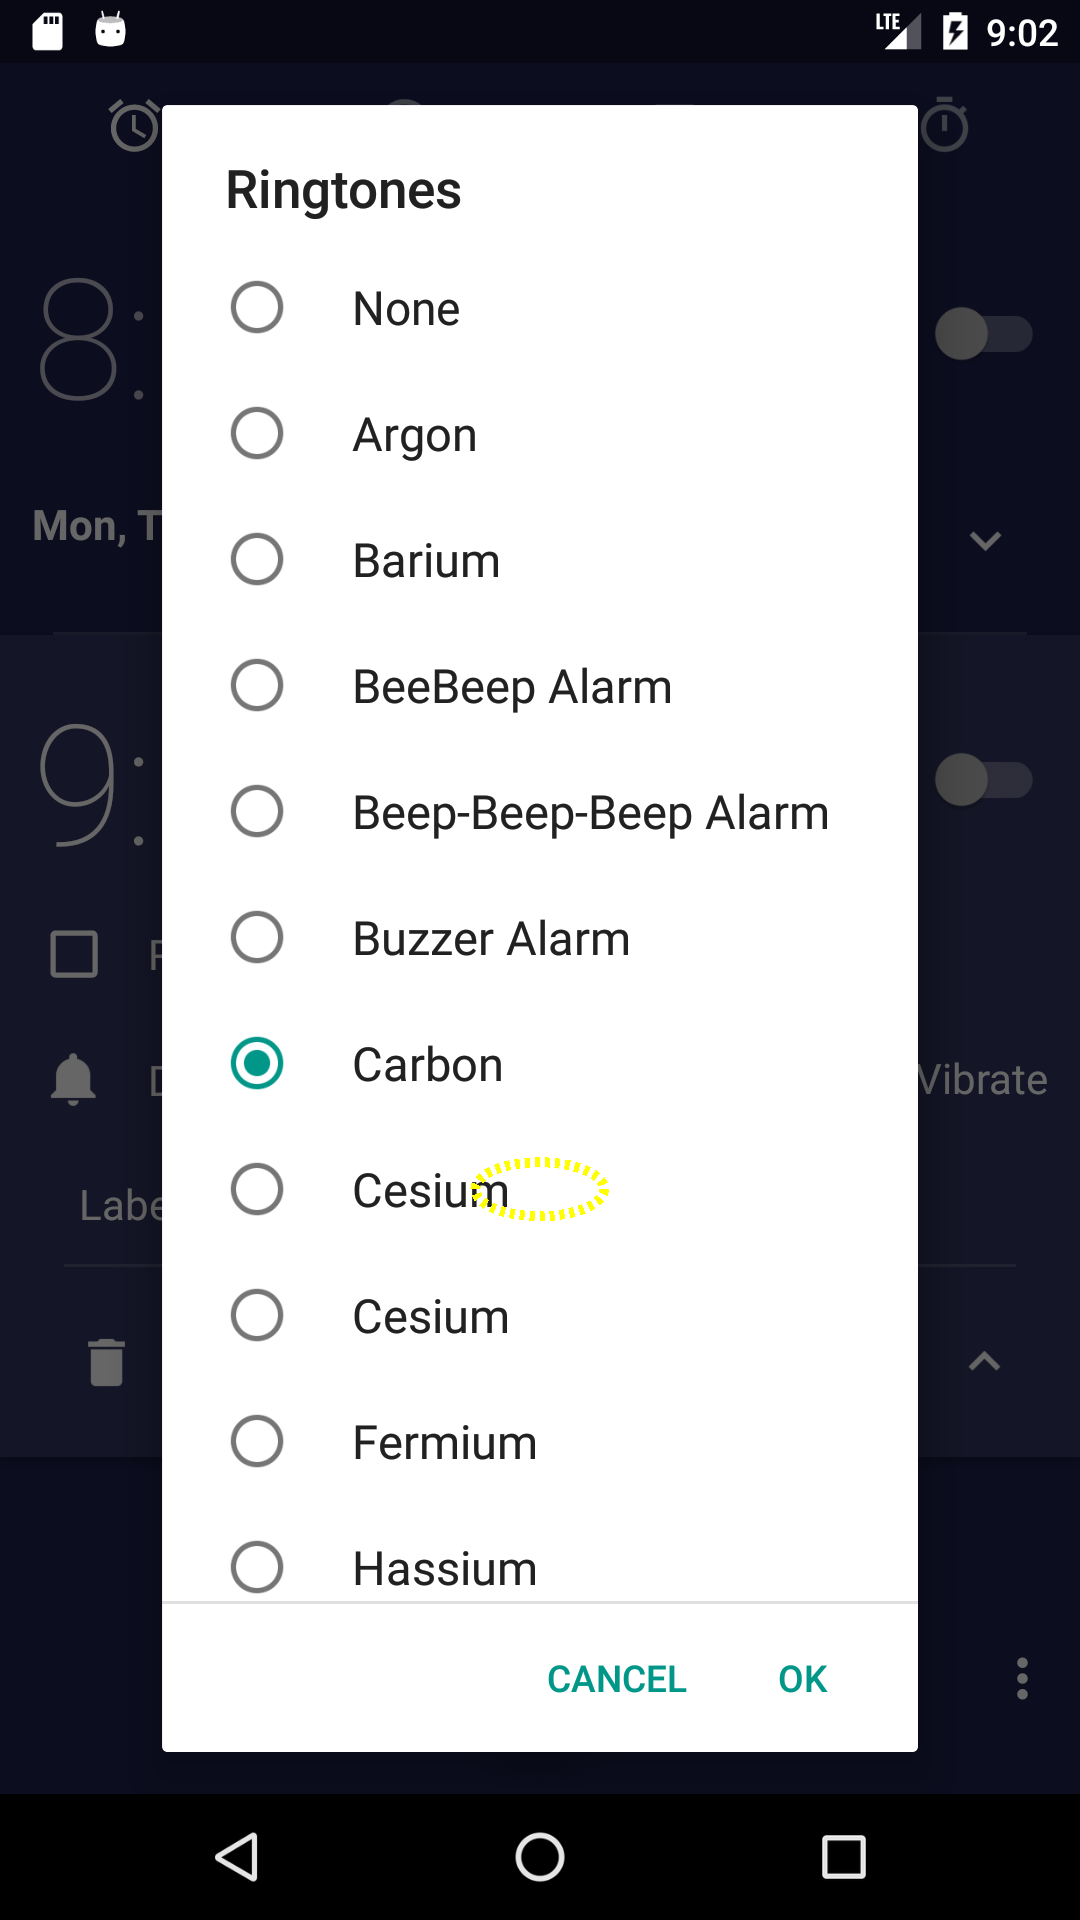 LTE 9:02
Ringtones
None
8:
Argon
Mon, T
Barium
BeeBeep Alarm
9:
Beep-Beep-Beep Alarm
Buzzer Alarm
Carbon
Vibrate
Cesium
Labe
Cesium
Fermium
Hassium
CANCEL OK